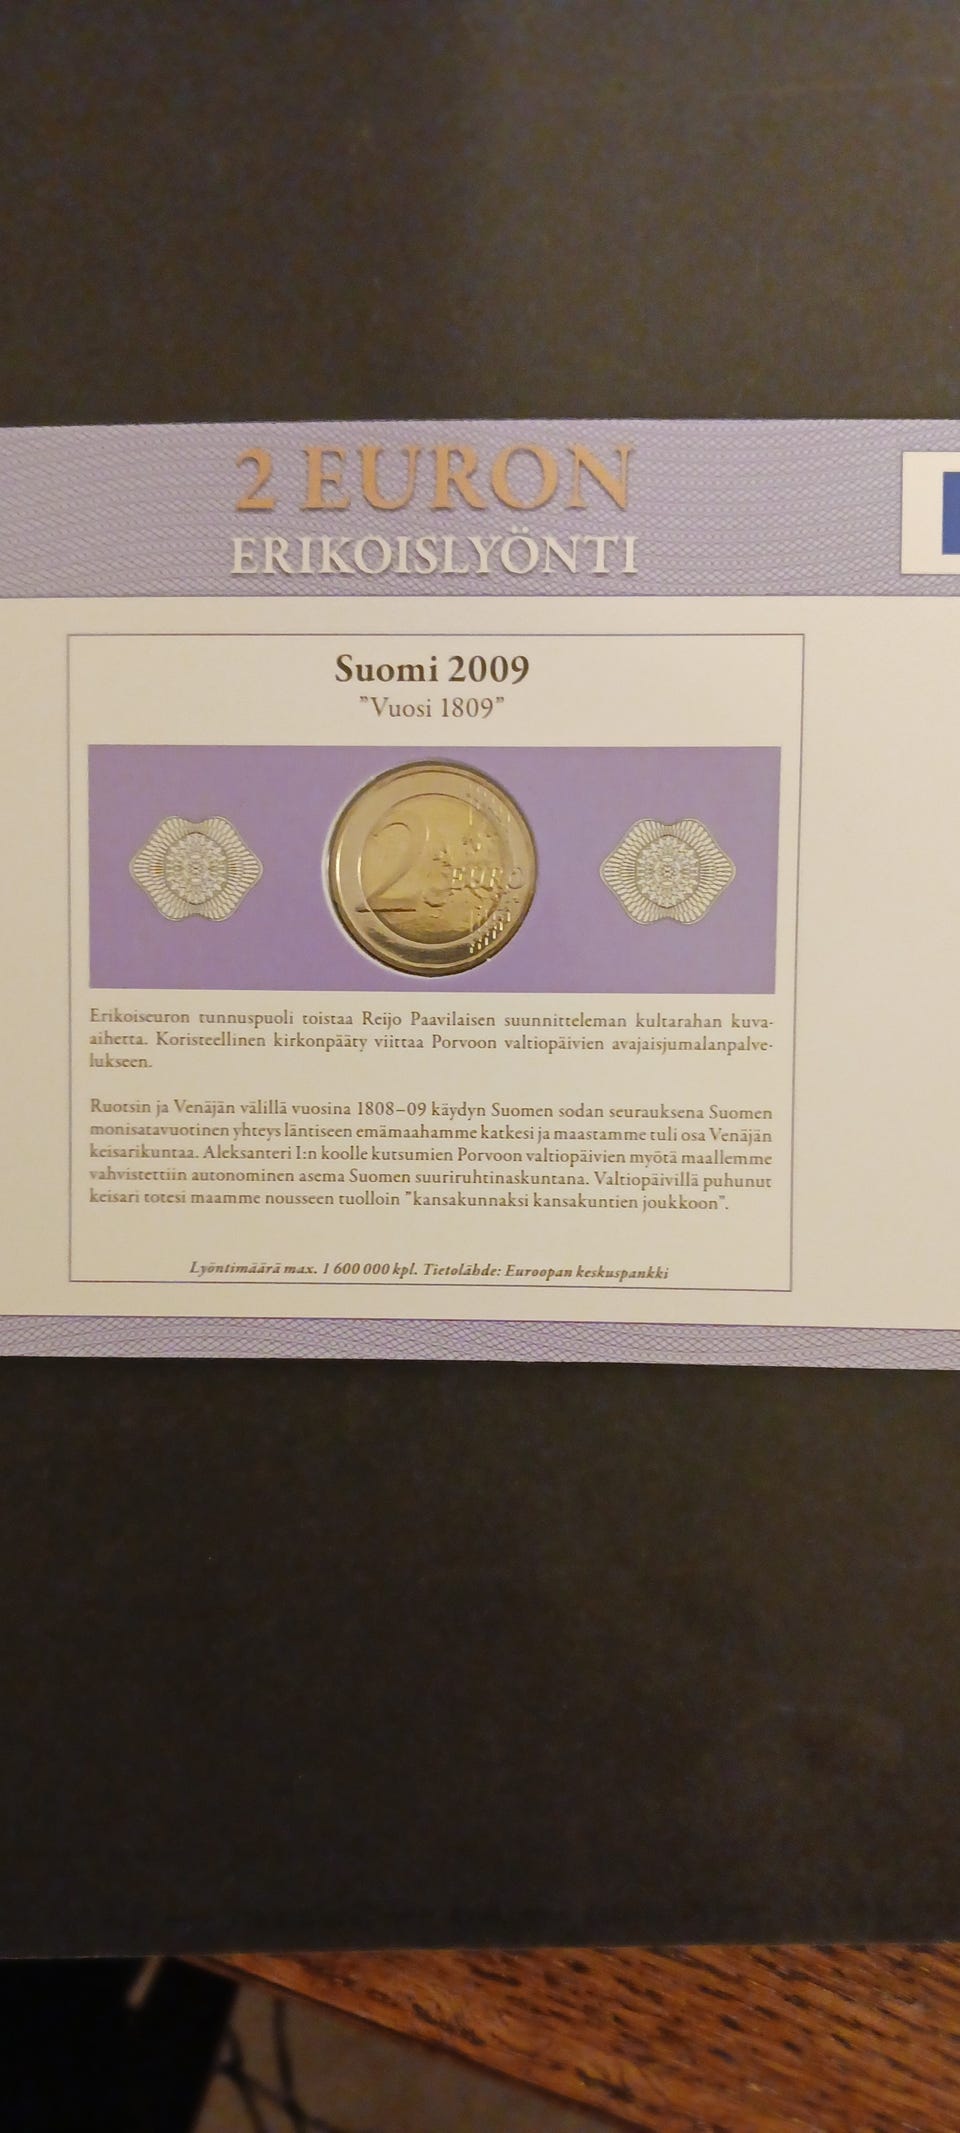 2 EURON
ERIKOISLYÖNTI
Suomi 2009
"Vuosi 1809"
2 EURO
Erikoiseuron tunnuspuoli toistaa Reijo Paavilaisen suunnitteleman kultarahan kuva-
aihetta. Koristeellinen kirkonpääty viittaa Porvoon valtiopäivien avajaisjumalanpalve-
lukseen.
Ruotsin ja Venäjän välillä vuosina 1808–09 käydyn Suomen sodan seurauksena Suomen
monisatavuotinen yhteys läntiseen emämaahamme katkesi ja maastamme tuli osa Venäjän
keisarikuntaa. Aleksanteri I:n koolle kutsumien Porvoon valtiopäivien myötä maallemme
vahvistettiin autonominen asema Suomen suuriruhtinaskuntana. Valtiopäivillä puhunut
keisari totesi maamme nousseen tuolloin "kansakunnaksi kansakuntien joukkoon".
Lyöntimäärä max. 1 600 000 kpl. Tietolähde: Euroopan keskuspankki